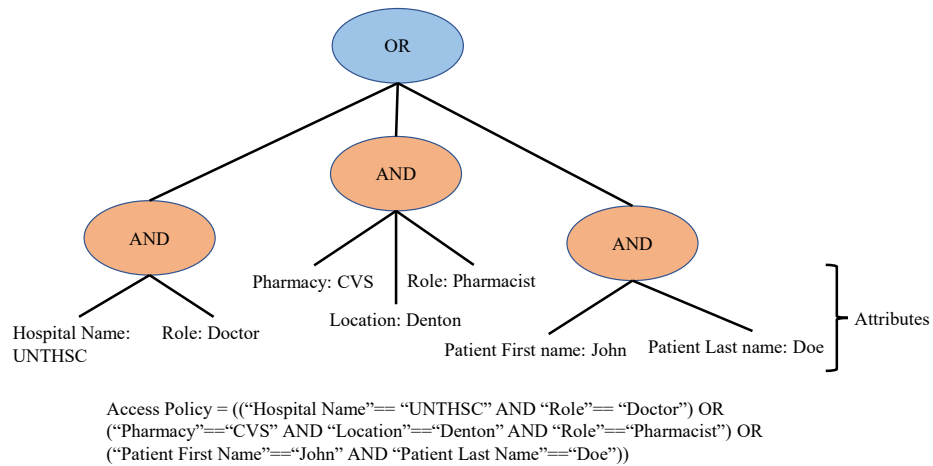 OR
AND
AND
AND
Pharmacy: CVS
Role: Pharmacist
Location: Denton
Hospital Name:
UNTHSC
Role: Doctor
Patient First name: John
Patient Last name: Doe
Attributes
Access Policy = ((“Hospital Name”== “UNTHSC” AND “Role”== “Doctor”) OR
(“Pharmacy”==“CVS” AND “Location”==“Denton” AND “Role”==“Pharmacist”) OR
(“Patient First Name”==“John” AND “Patient Last Name”==“Doe”))